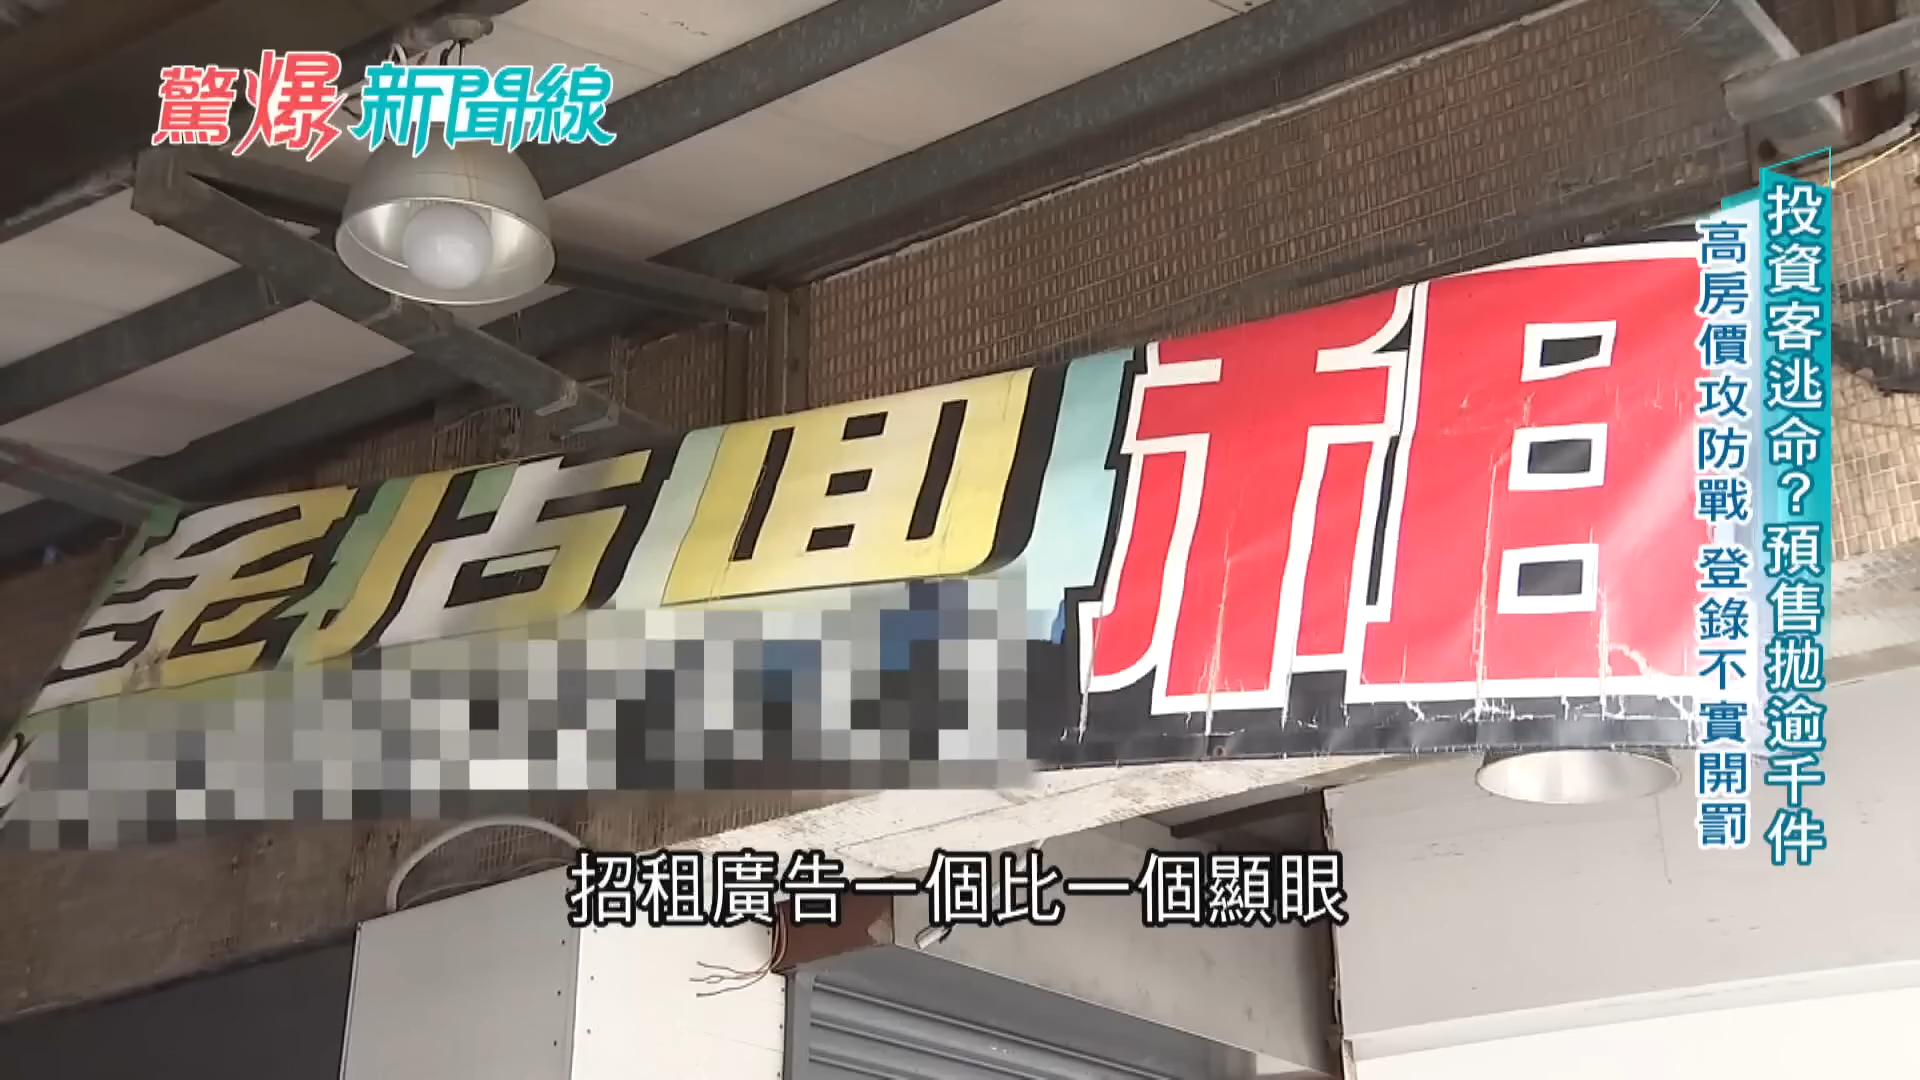 驚爆新聞線
投資客逃命?預售拋逾千件
高房價攻防戰 登錄不實開罰
金店面 租
招租廣告一個比一個顯眼